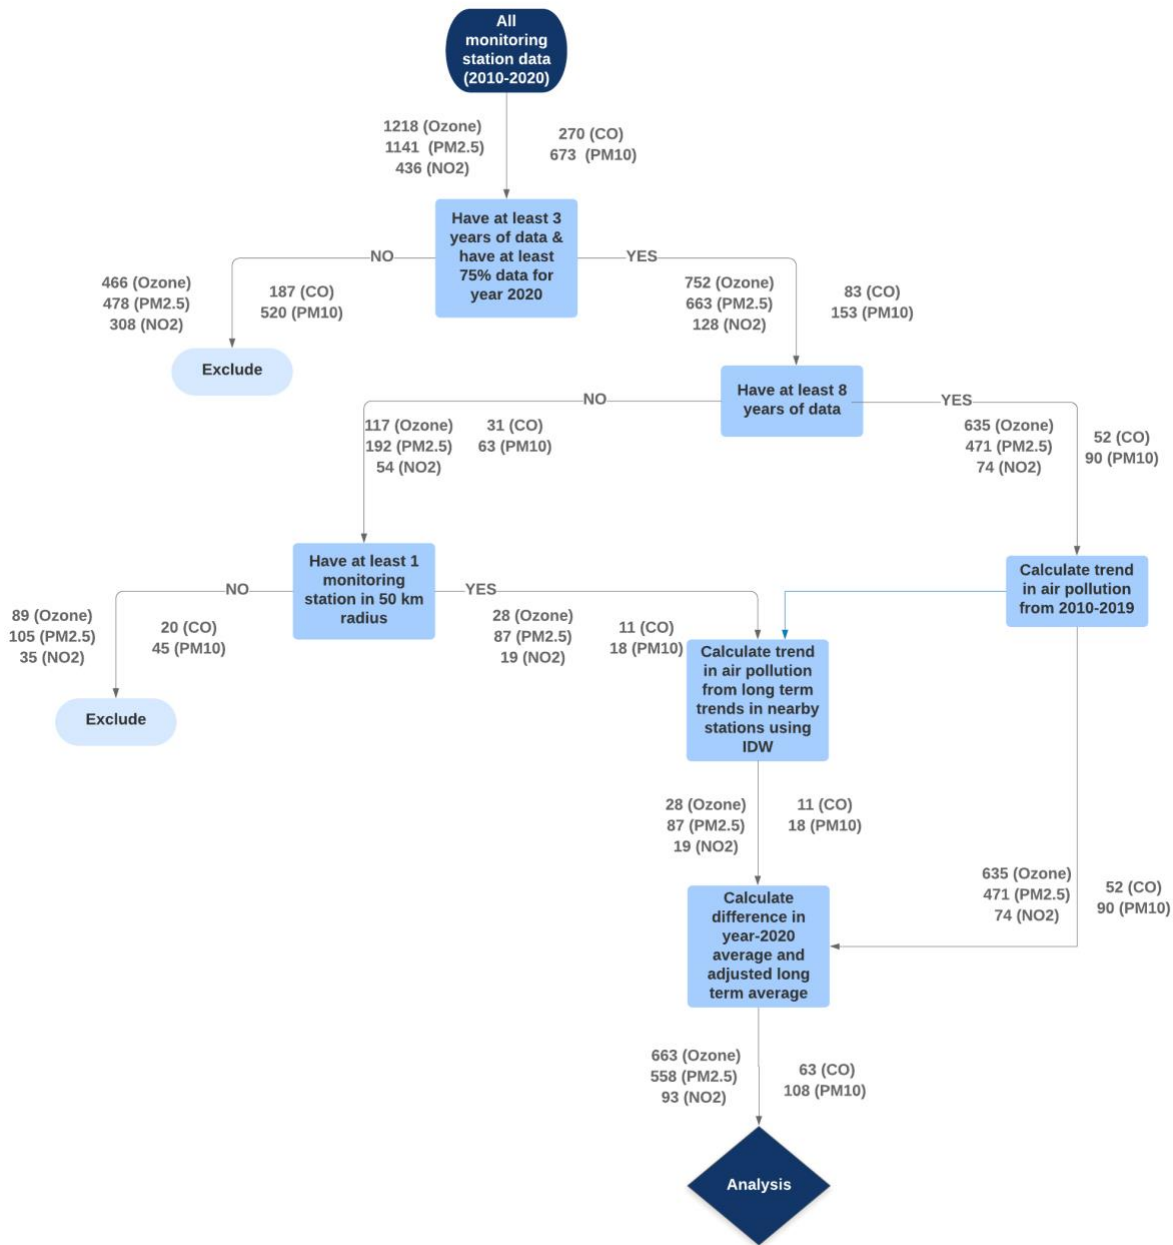 All
monitoring
station data
(2010-2020)
1218 (Ozone)
1141 (PM2.5)
436 (NO2)
270 (CO)
673 (PM10)
Have at least 3
years of data &
have at least
75% data for
year 2020
NO
YES
466 (Ozone)
478 (PM2.5)
308 (NO2)
187 (CO)
520 (PM10)
752 (Ozone)
663 (PM2.5)
128 (NO2)
83 (CO)
153 (PM10)
Exclude
Have at least 8
years of data
NO
YES
117 (Ozone)
192 (PM2.5)
54 (NO2)
31 (CO)
63 (PM10)
635 (Ozone)
471 (PM2.5)
74 (NO2)
52 (CO)
90 (PM10)
Have at least 1
monitoring
station in 50 km
radius
Calculate trend
in air pollution
from 2010-2019
NO
YES
89 (Ozone)
105 (PM2.5)
35 (NO2)
20 (CO)
45 (PM10)
28 (Ozone)
87 (PM2.5)
19 (NO2)
11 (CO)
18 (PM10)
Exclude
Calculate trend
in air pollution
from long term
trends in nearby
stations using
IDW
28 (Ozone)
87 (PM2.5)
19 (NO2)
11 (CO)
18 (PM10)
635 (Ozone)
471 (PM2.5)
74 (NO2)
52 (CO)
90 (PM10)
Calculate
difference in
year-2020
average and
adjusted long
term average
663 (Ozone)
558 (PM2.5)
93 (NO2)
63 (CO)
108 (PM10)
Analysis